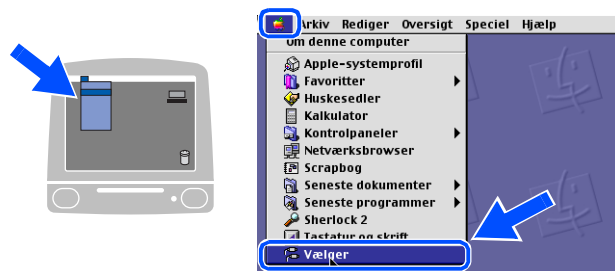 Arkiv Rediger Oversigt Speciel Hjælp
Om denne computer
Apple-systemprofil
Favoritter
Huskesedler
Kalkulator
Kontrolpaneler
Netværksbrowser
Scrapbog
Seneste dokumenter
Seneste programmer
Sherlock 2
Tastatur og skrift
Vælger